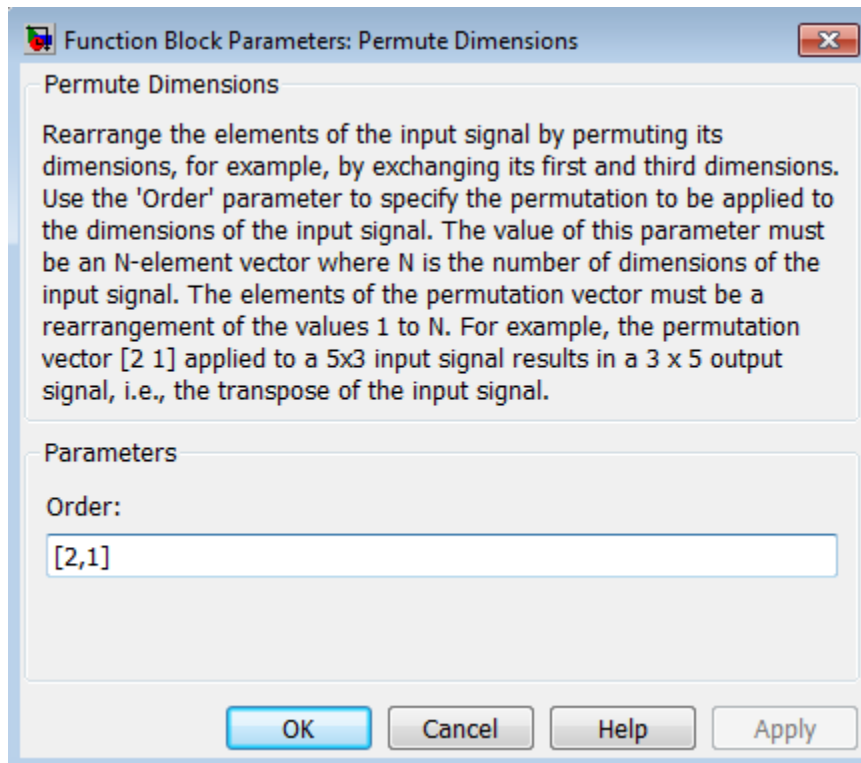 Function Block Parameters: Permute Dimensions
Permute Dimensions
Rearrange the elements of the input signal by permuting its
dimensions, for example, by exchanging its first and third dimensions.
Use the 'Order' parameter to specify the permutation to be applied to
the dimensions of the input signal. The value of this parameter must
be an N-element vector where N is the number of dimensions of the
input signal. The elements of the permutation vector must be a
rearrangement of the values 1 to N. For example, the permutation
vector [2 1] applied to a 5x3 input signal results in a 3 x 5 output
signal, i.e., the transpose of the input signal.
Parameters
Order:
[2,1]
OK Cancel Help Apply